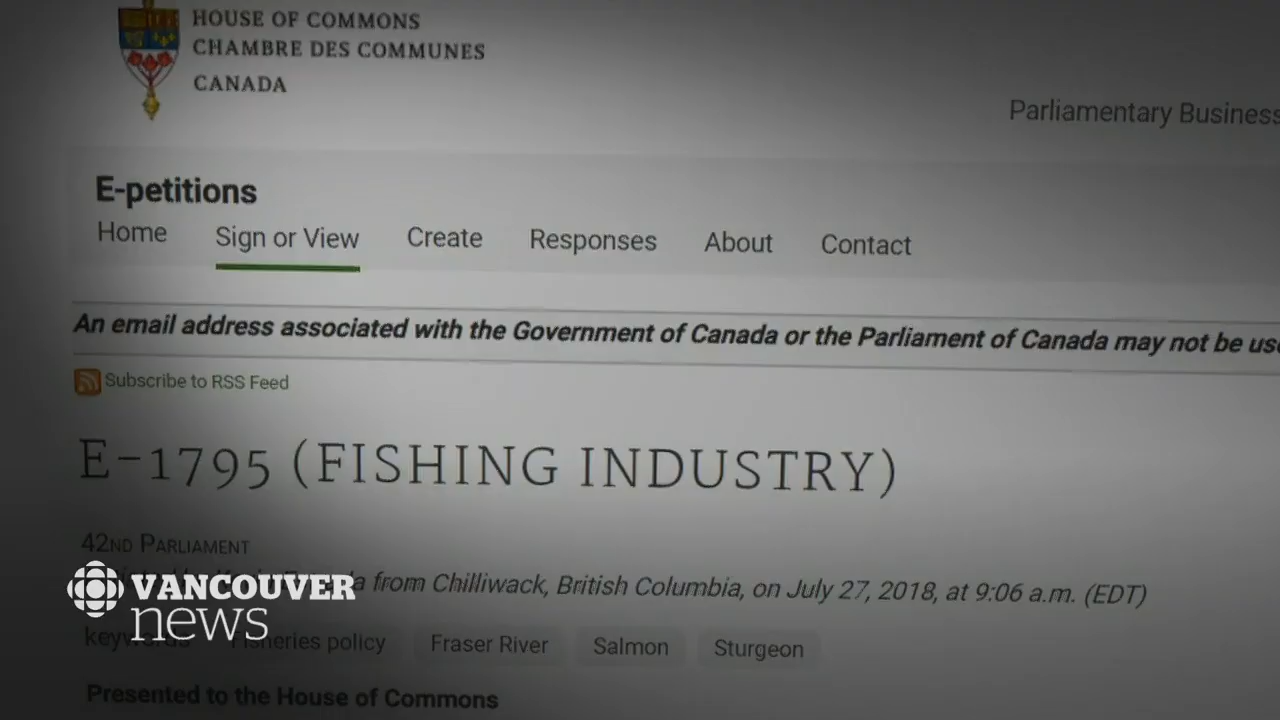 HOUSE OF COMMONS
CHAMBRE DES COMMUNES
CANADA
Parliamentary Business
E-petitions
Home Sign or View Create Responses About Contact
An email address associated with the Government of Canada or the Parliament of Canada may not be
Subscribe to RSS Feed
E-1795 (FISHING INDUSTRY)
42ND PARLIAMENT
from Chilliwack, British Columbia, on July 27, 2018, at 9:06 a.m. (EDT)
VANCOUVER
news
keywords Fisheries policy Fraser River Salmon Sturgeon
Presented to the House of Commons